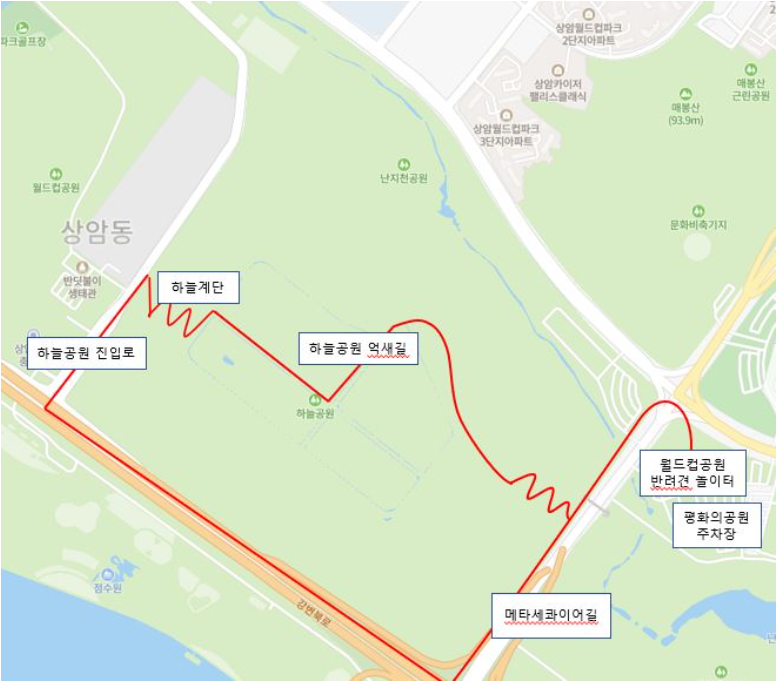 파크골프장
상암월드컵파크
2단지아파트
2
상암카이저
팰리스클래식
매봉산
근린공원
매봉산
(93.9m)
상암월드컵파크
3단지아파트
월드컵공원
난지천공원
상암동
문화비축기지
반딧불이
생태관
하늘계단
하늘공원 진입로
하늘공원 억새길
하늘공원
월드컵공원
반려견 놀이터
평화의공원
주차장
점수원
강변북로
메타세콰이어길